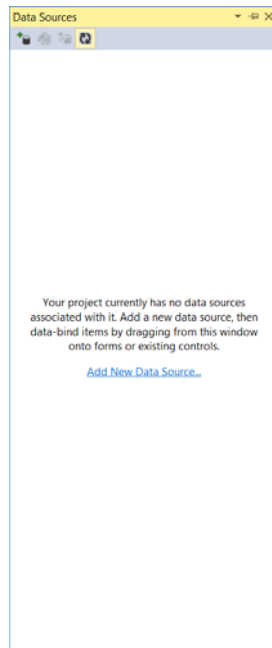 Data Sources
Your project currently has no data sources
associated with it. Add a new data source, then
data-bind items by dragging from this window
onto forms or existing controls.
Add New Data Source...